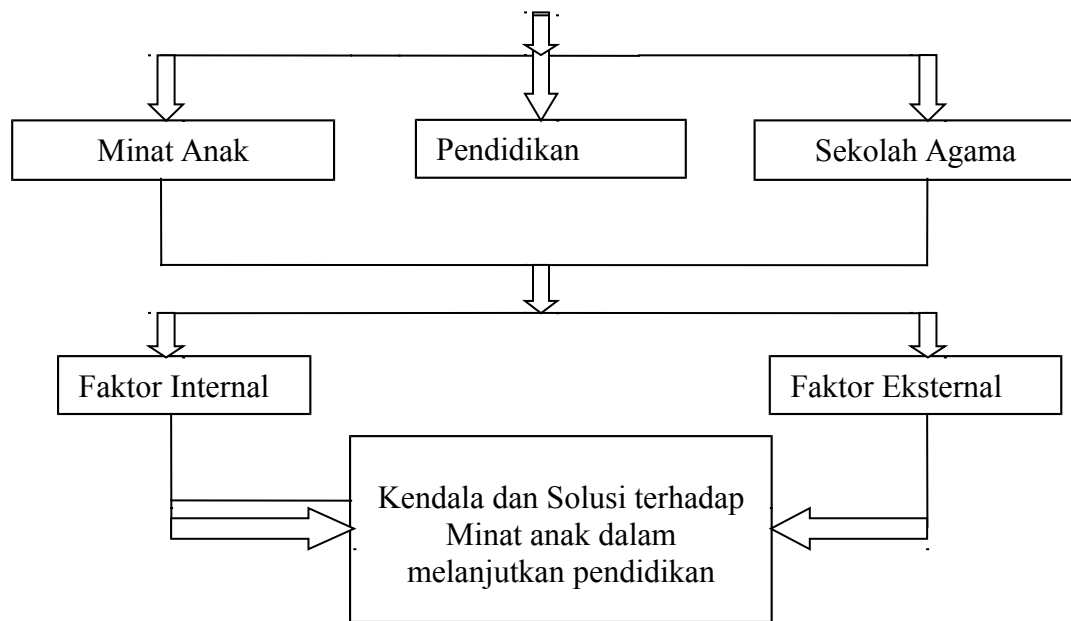 Minat Anak
Pendidikan
Sekolah Agama
Faktor Internal
Faktor Eksternal
Kendala dan Solusi terhadap
Minat anak dalam
melanjutkan pendidikan